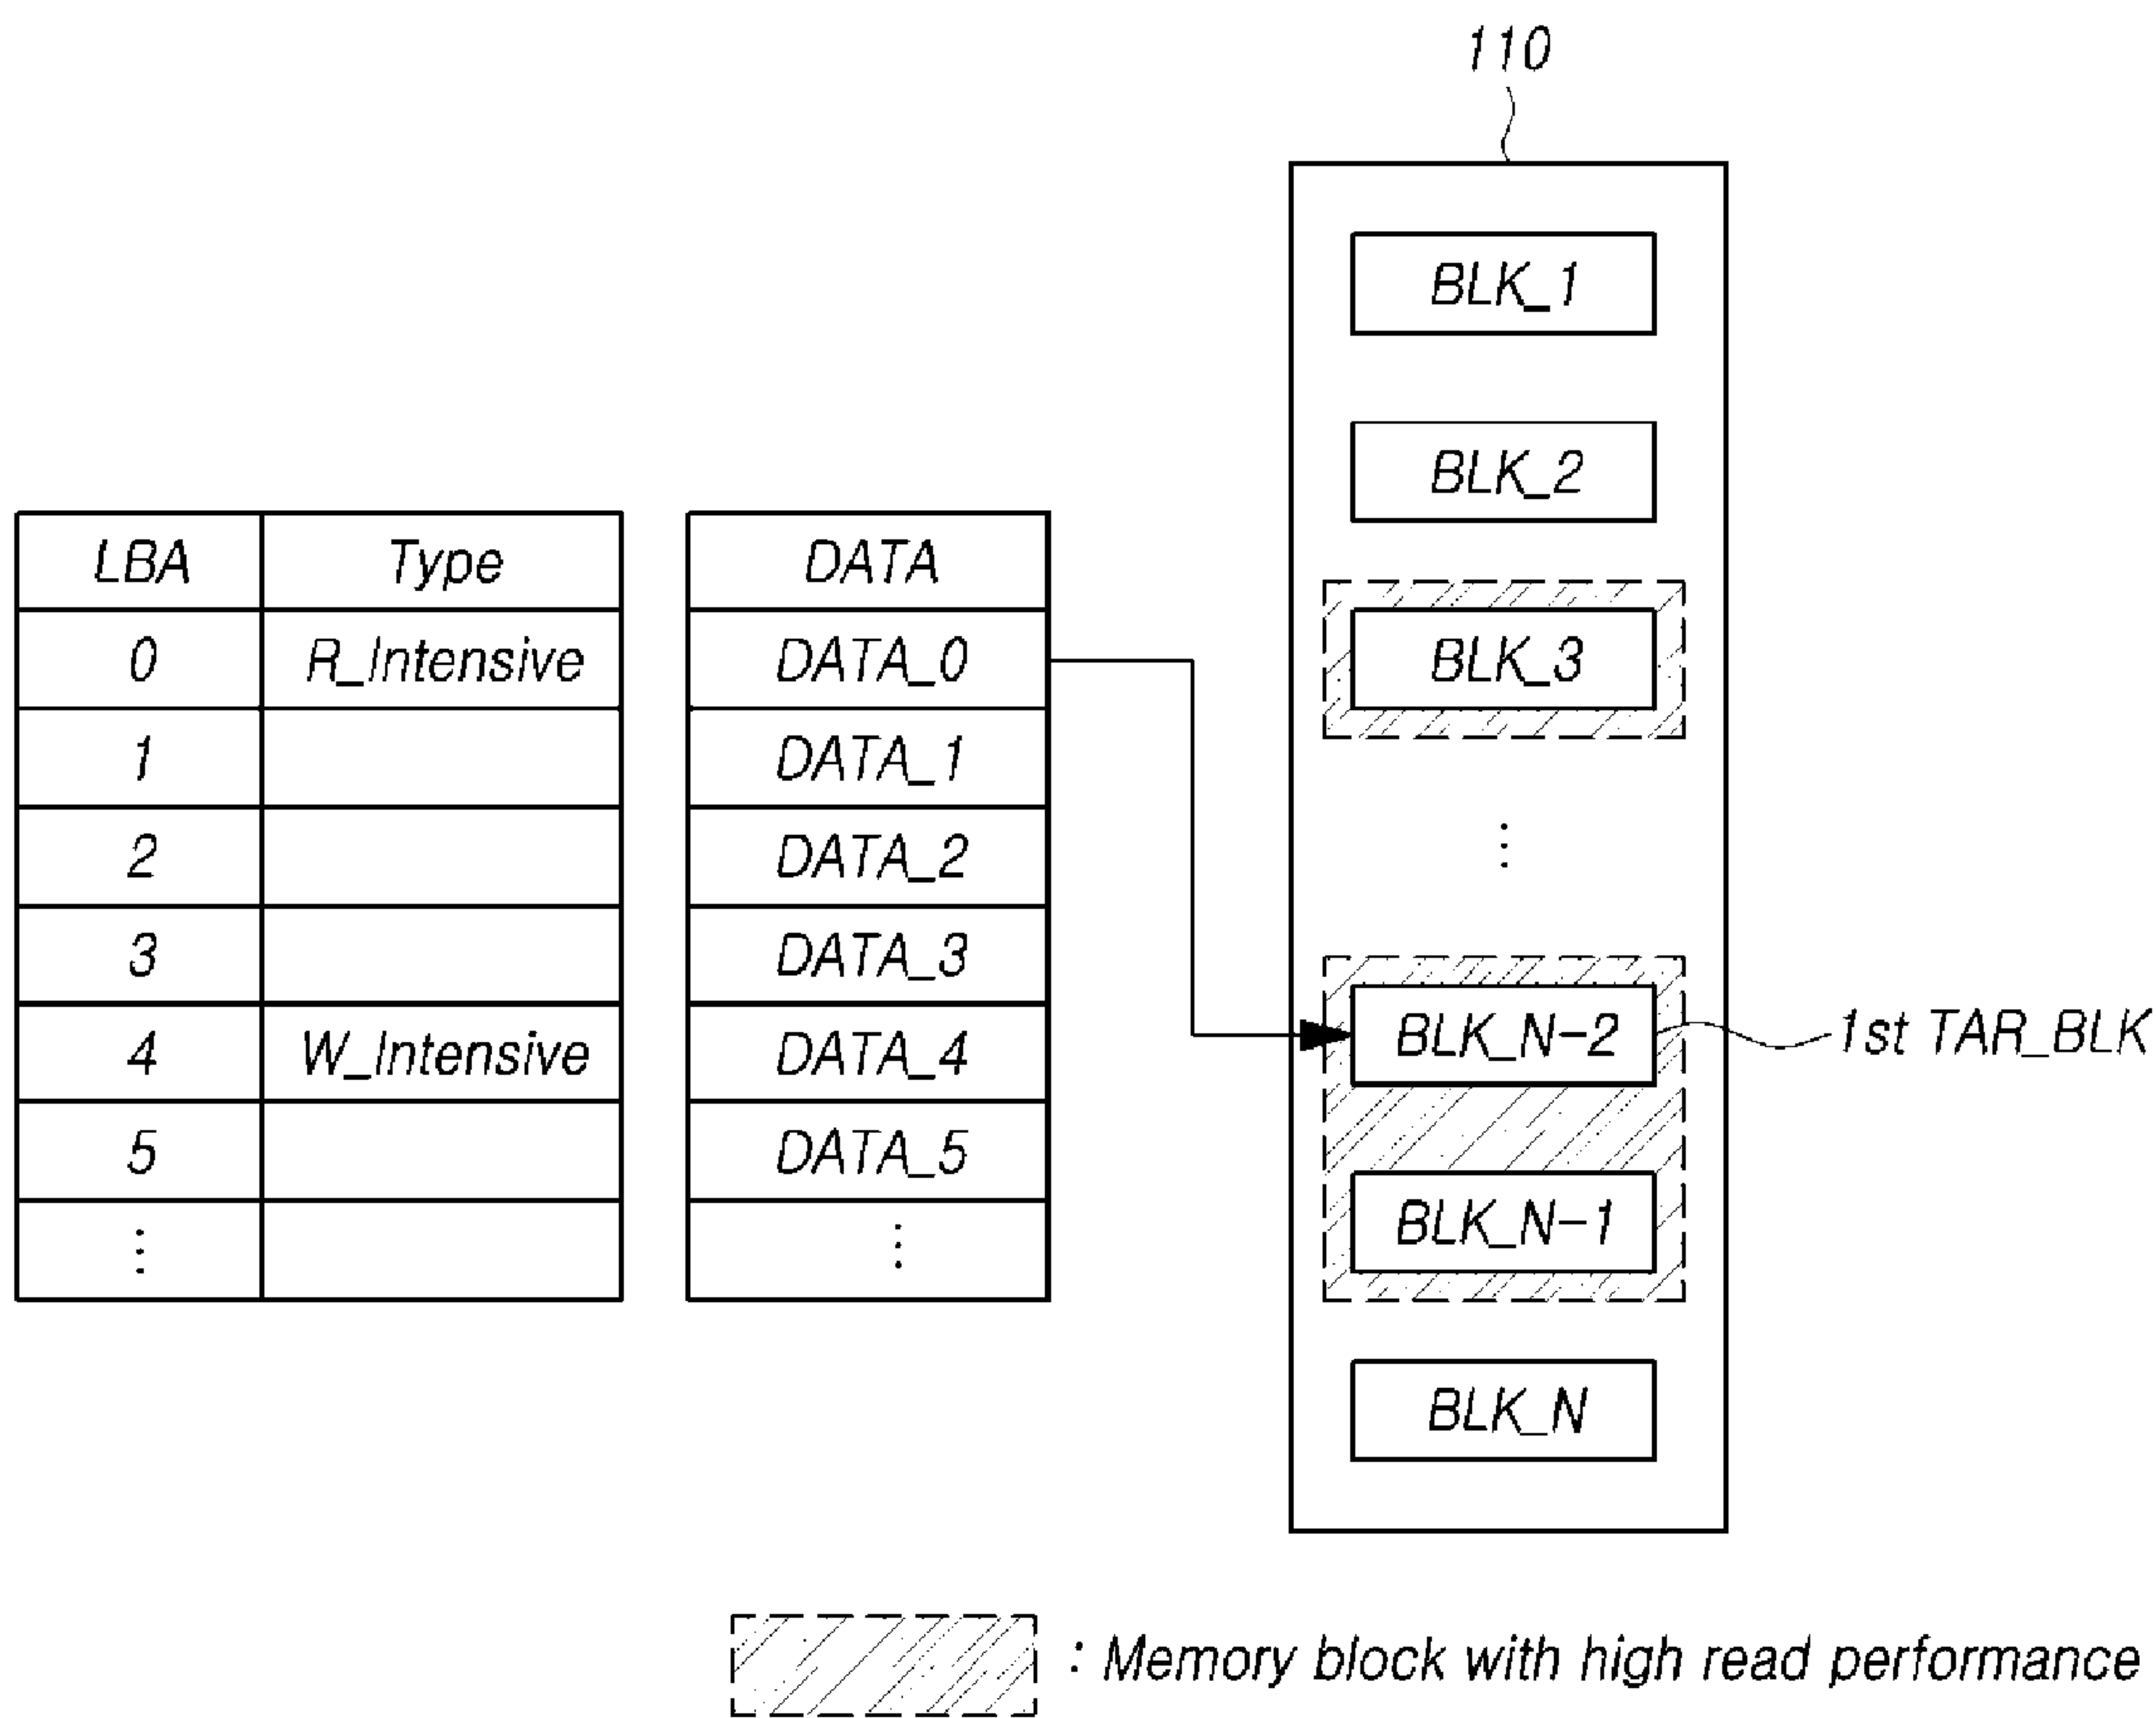 110
BLK_1
BLK_2
BLK_3
⋮
BLK_N-2
BLK_N-1
BLK_N
1st TAR_BLK
LBA Type
0 R_Intensive
1
2
3
4 W_Intensive
5
⋮
DATA
DATA_0
DATA_1
DATA_2
DATA_3
DATA_4
DATA_5
⋮
: Memory block with high read performance